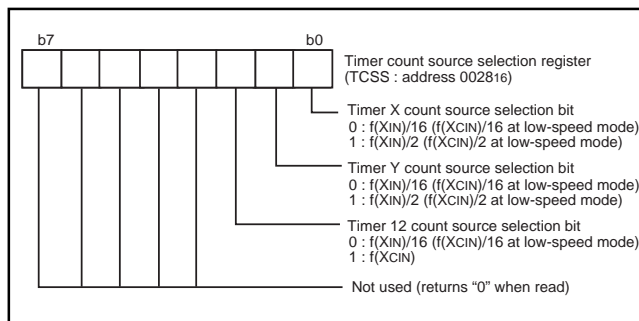 b7 b0
Timer count source selection register
(TCSS : address 002816)
Timer X count source selection bit
0 : f(XIN)/16 (f(XCIN)/16 at low-speed mode)
1 : f(XIN)/2 (f(XCIN)/2 at low-speed mode)
Timer Y count source selection bit
0 : f(XIN)/16 (f(XCIN)/16 at low-speed mode)
1 : f(XIN)/2 (f(XCIN)/2 at low-speed mode)
Timer 12 count source selection bit
0 : f(XIN)/16 (f(XCIN)/16 at low-speed mode)
1 : f(XCIN)
Not used (returns “0” when read)